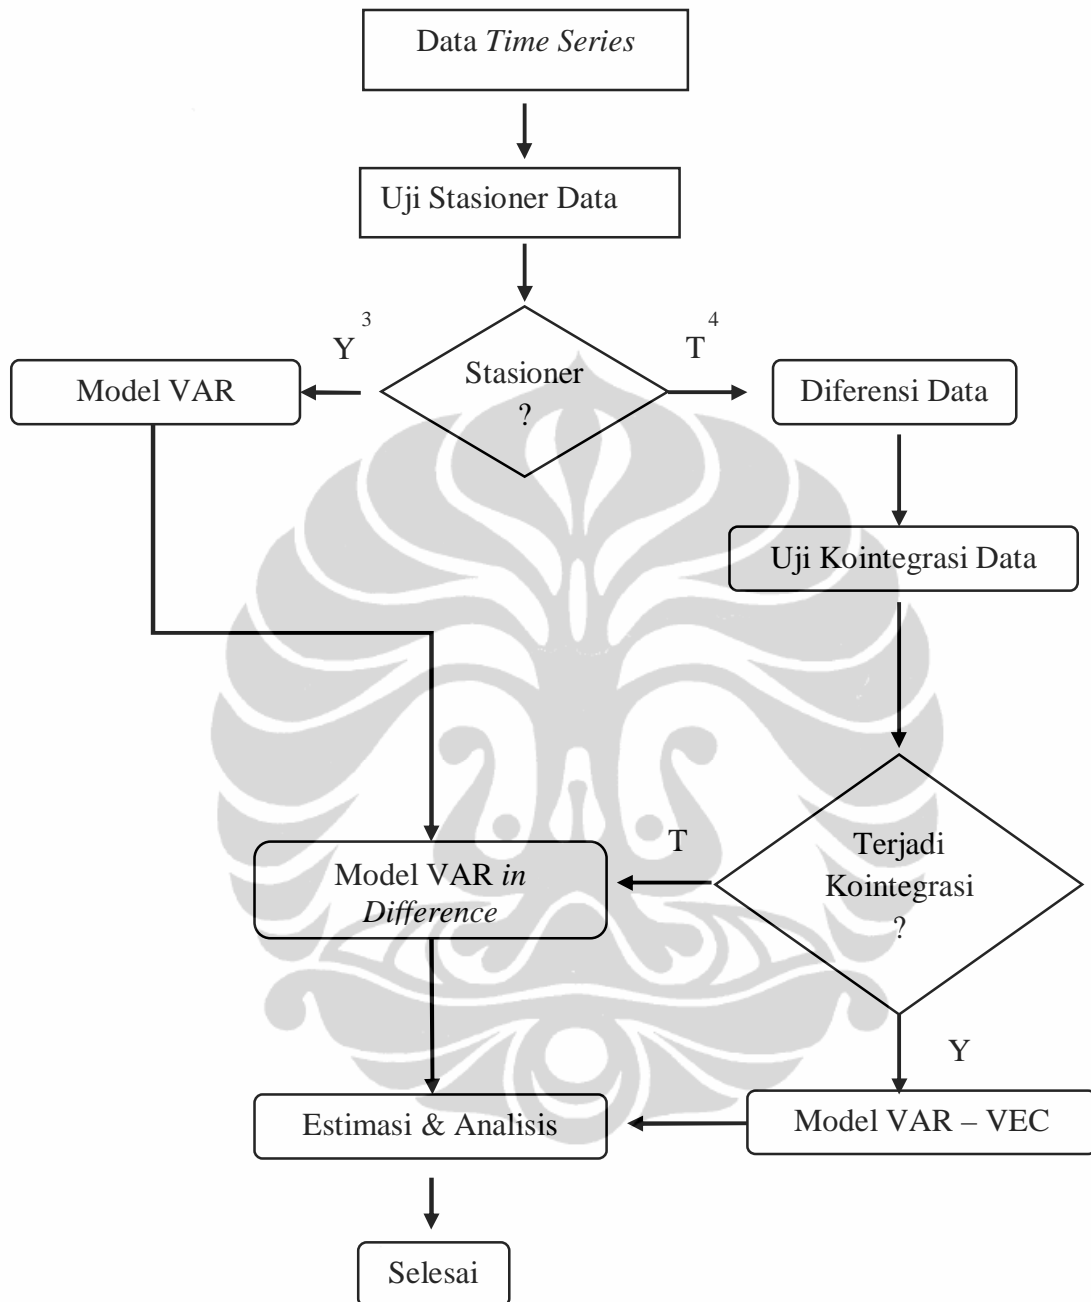 Data Time Series
Uji Stasioner Data
Y 3
T 4
Stasioner
?
Model VAR
Diferensi Data
Uji Kointegrasi Data
T
Terjadi
Kointegrasi
?
Model VAR in
Difference
Y
Estimasi & Analisis
Model VAR – VEC
Selesai